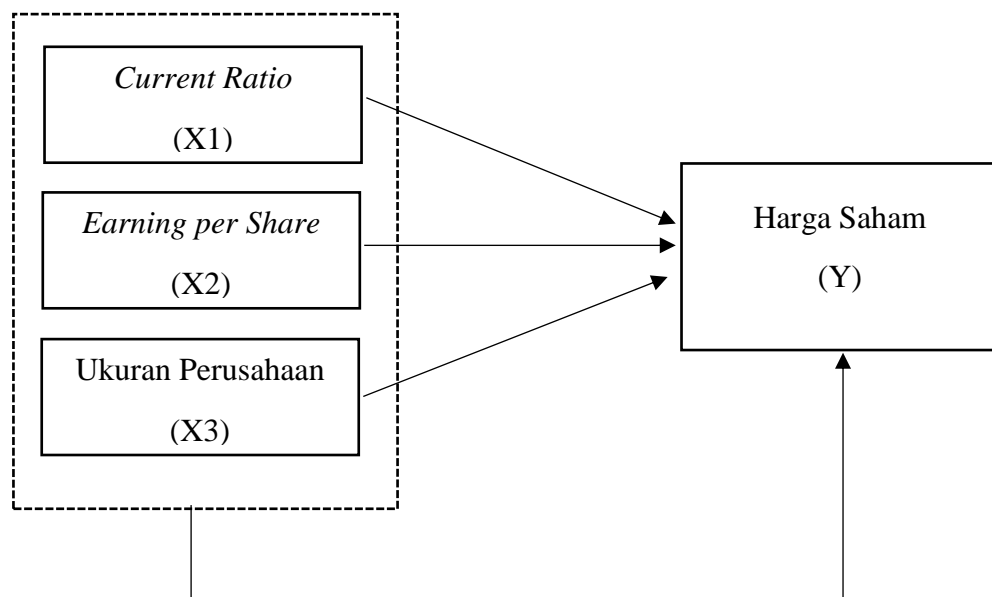 Current Ratio
(X1)
Earning per Share
(X2)
Ukuran Perusahaan
(X3)
Harga Saham
(Y)